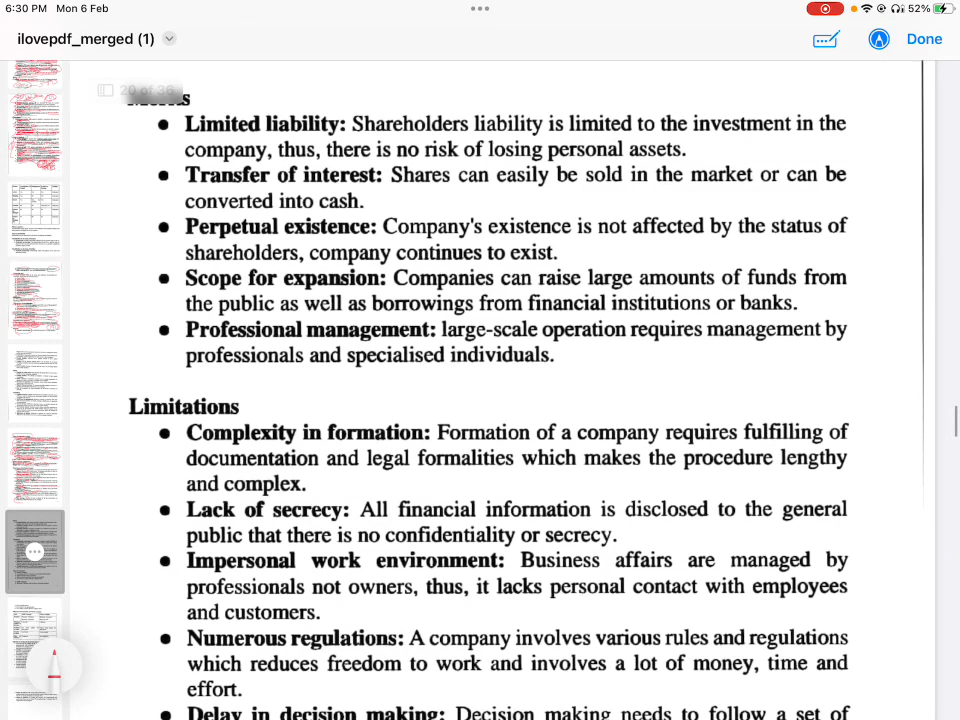 6:30 PM Mon 6 Feb
52%
ilovepdf_merged (1)
Done
20 of 36
● Limited liability: Shareholder liability is limited to the investment in the
company, thus, there is no risk of losing personal assets.
● Transfer of interest: Shares can easily be sold in the market or can be
converted into cash.
● Perpetual existence: Company's existence is not affected by the status of
shareholders, company continues to exist.
● Scope for expansion: Companies can raise large amounts of funds from
the public as well as borrowings from financial institutions or banks.
● Professional management: large-scale operation requires management by
professionals and specialised individuals.
Limitations
● Complexity in formation: Formation of a company requires fulfilling of
documentation and legal formalities which makes the procedure lengthy
and complex.
● Lack of secrecy: All financial information is disclosed to the general
public that there is no confidentiality or secrecy.
● Impersonal work environment: Business affairs are managed by
professionals not owners, thus, it lacks personal contact with employees
and customers.
● Numerous regulations: A company involves various rules and regulations
which reduces freedom to work and involves a lot of money, time and
effort.
● Delay in decision making: Decision making needs to follow a set of